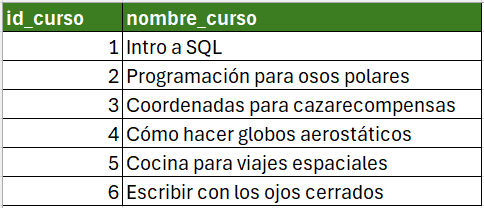 id_curso nombre_curso
1 Intro a SQL
2 Programación para osos polares
3 Coordenadas para cazarecompensas
4 Cómo hacer globos aerostáticos
5 Cocina para viajes espaciales
6 Escribir con los ojos cerrados